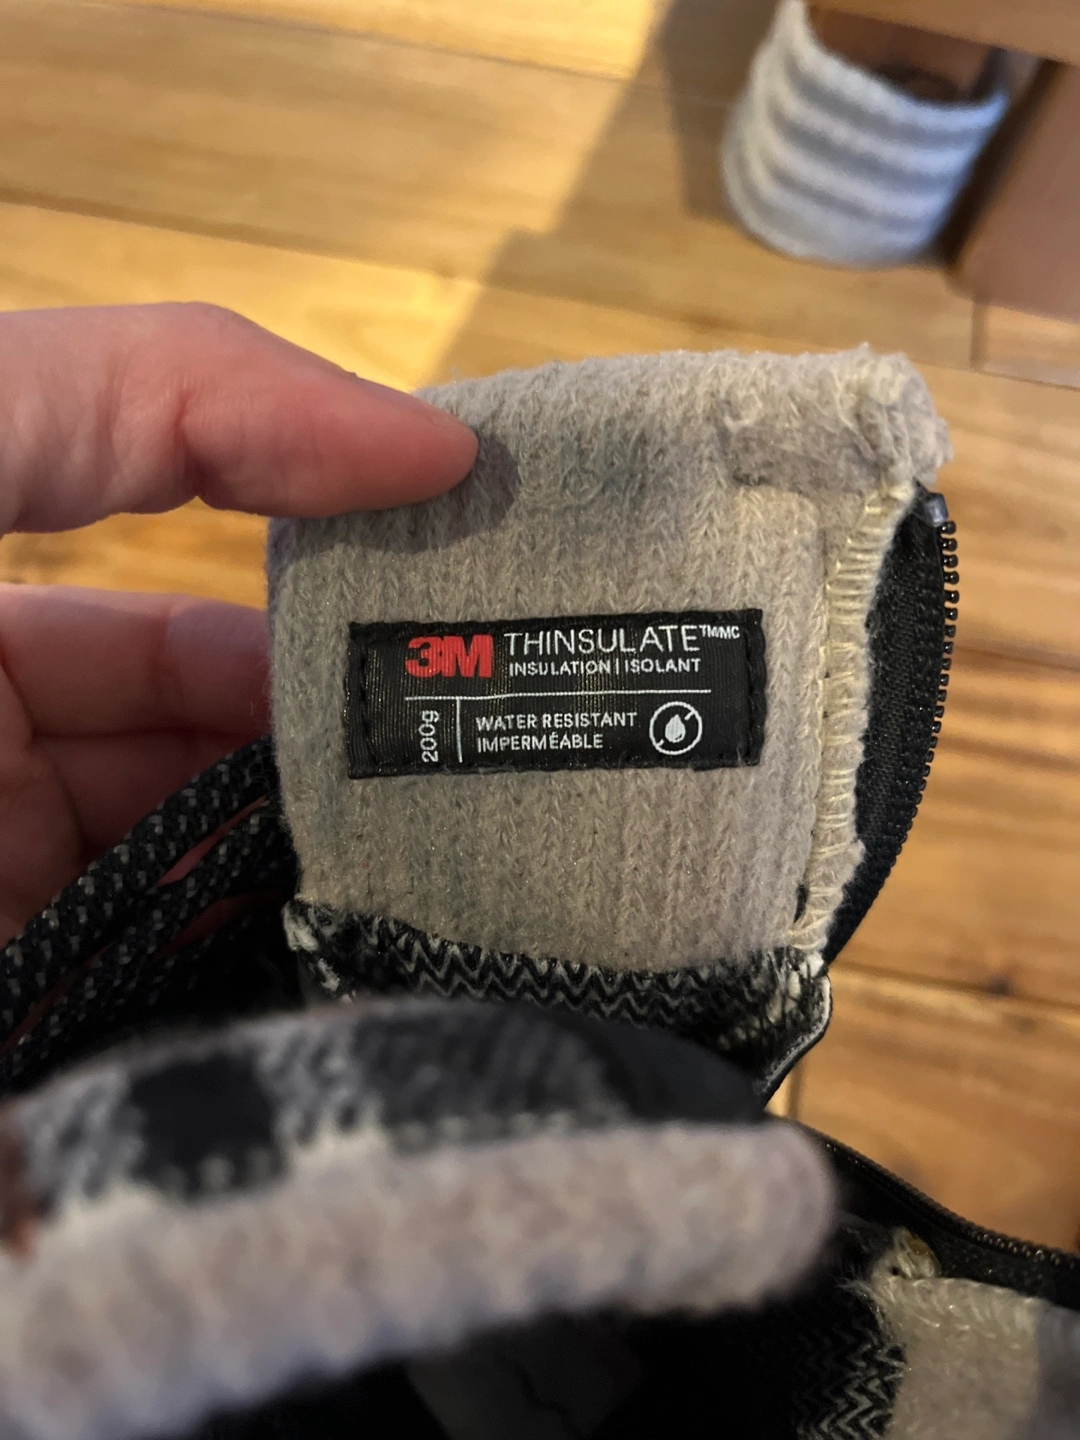 3M THINSULATE™/MC
INSULATION | ISOLANT
200g
WATER RESISTANT
IMPERMÉABLE